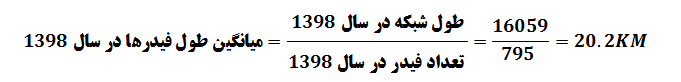 میانگین طول فیدرها در سال 1398 = طول شبکه در سال 1398 / تعداد فیدر در سال 1398 = 16059 / 795 = 20.2KM